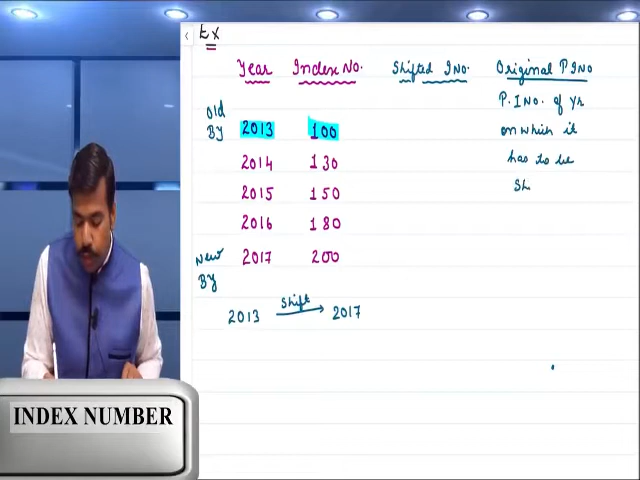 Ex
Year Index No. Shifted I No. Original P I No
Old P. I No. of yr
By 2013 100 on which it
2014 130 has to be
2015 150 Sh
2016 180
New 2017 200
By
2013 Shift 2017
INDEX NUMBER